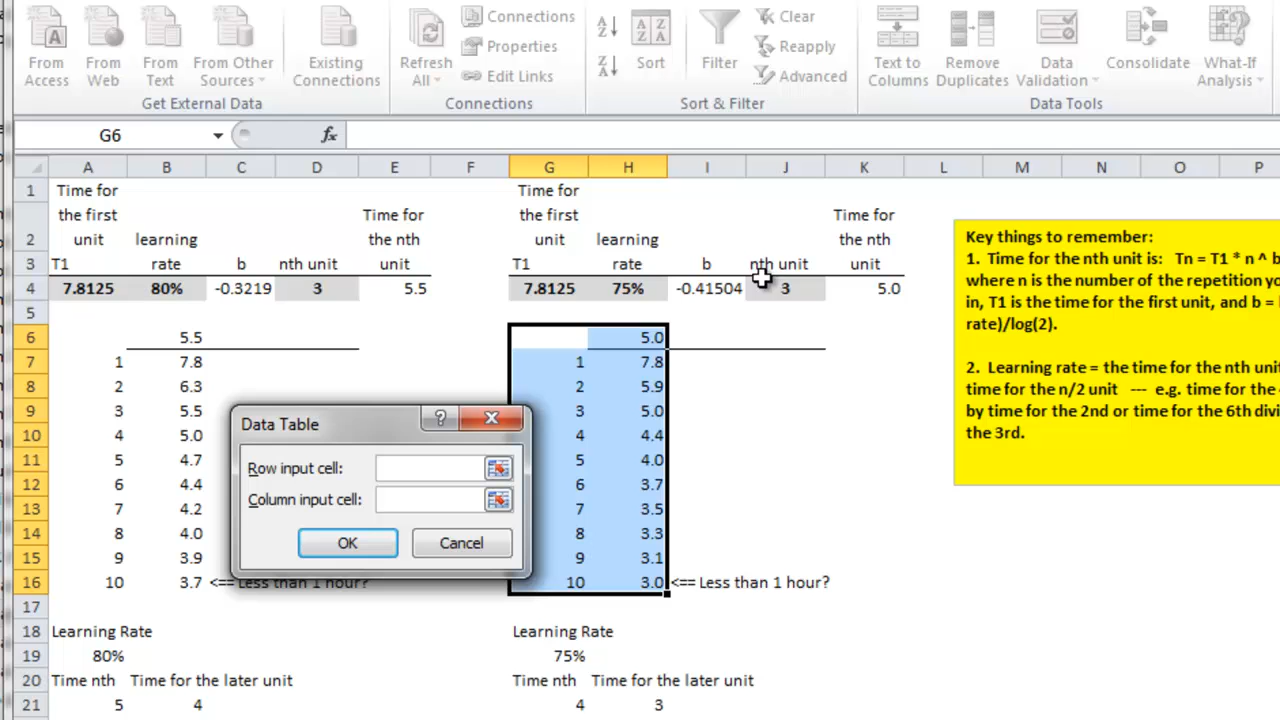 From Access
From Web
From Text
From Other Sources
Existing Connections
Get External Data
Refresh All
Connections
Properties
Edit Links
Connections
Sort
Filter
Clear
Reapply
Advanced
Sort & Filter
Text to Columns
Remove Duplicates
Data Validation
Consolidate
What-If Analysis
Data Tools
G6 fx
A B C D E F G H I J K L M N O P
1 Time for Time for
the first Time for the first Time for
2 unit learning the nth unit learning the nth
3 T1 rate b nth unit unit T1 rate b nth unit unit
4 7.8125 80% -0.3219 3 5.5 7.8125 75% -0.41504 3 5.0
5
6 5.5 5.0
7 1 7.8 1 7.8
8 2 6.3 2 5.9
9 3 5.5 3 5.0
10 4 5.0 4 4.4
11 5 4.7 5 4.0
12 6 4.4 6 3.7
13 7 4.2 7 3.5
14 8 4.0 8 3.3
15 9 3.9 9 3.1
16 10 3.7 <== Less than 1 hour? 10 3.0 <== Less than 1 hour?
17
18 Learning Rate Learning Rate
19 80% 75%
20 Time nth Time for the later unit Time nth Time for the later unit
21 5 4 4 3
Data Table
?
Row input cell:
Column input cell:
OK Cancel
Key things to remember:
1. Time for the nth unit is: Tn = T1 * n ^ b
where n is the number of the repetition yo
in, T1 is the time for the first unit, and b =
rate)/log(2).
2. Learning rate = the time for the nth unit
time for the n/2 unit --- e.g. time for the
by time for the 2nd or time for the 6th divi
the 3rd.